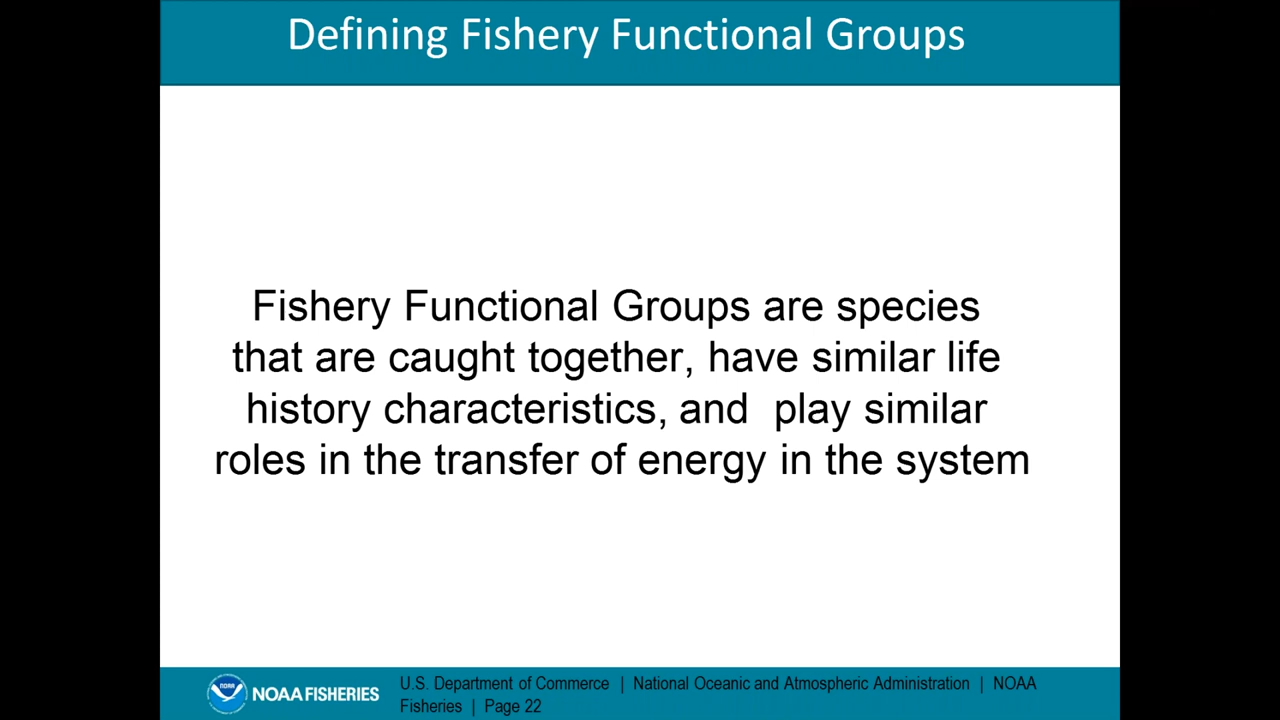 Defining Fishery Functional Groups
Fishery Functional Groups are species
that are caught together, have similar life
history characteristics, and  play similar
roles in the transfer of energy in the system
NOAA
NOAA FISHERIES
U.S. Department of Commerce | National Oceanic and Atmospheric Administration | NOAA
Fisheries | Page 22